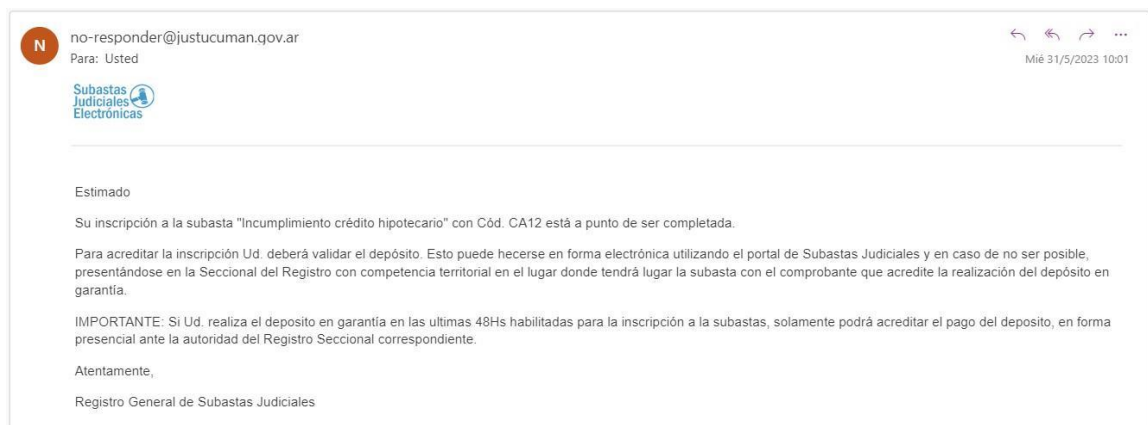 N
no-responder@justucuman.gov.ar
Para: Usted
Mié 31/5/2023 10:01
Subastas
Judiciales
Electrónicas
Estimado
Su inscripción a la subasta "Incumplimiento crédito hipotecario" con Cód. CA12 está a punto de ser completada.
Para acreditar la inscripción Ud. deberá validar el depósito. Esto puede hacerse en forma electrónica utilizando el portal de Subastas Judiciales y en caso de no ser posible,
presentándose en la Seccional del Registro con competencia territorial en el lugar donde tendrá lugar la subasta con el comprobante que acredite la realización del depósito en
garantía.
IMPORTANTE: Si Ud. realiza el deposito en garantía en las ultimas 48Hs habilitadas para la inscripción a la subastas, solamente podrá acreditar el pago del deposito, en forma
presencial ante la autoridad del Registro Seccional correspondiente.
Atentamente,
Registro General de Subastas Judiciales